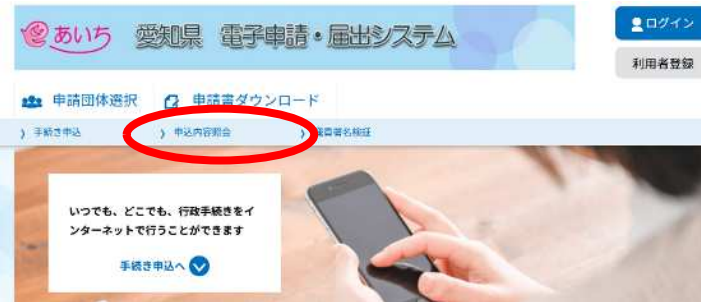 あいち 愛知県 電子申請・届出システム
ログイン
利用者登録
申請団体選択 申請書ダウンロード
手続き申込 申込内容照会 職責署名検証
いつでも、どこでも、行政手続きをイ
ンターネットで行うことができます
手続き申込へ